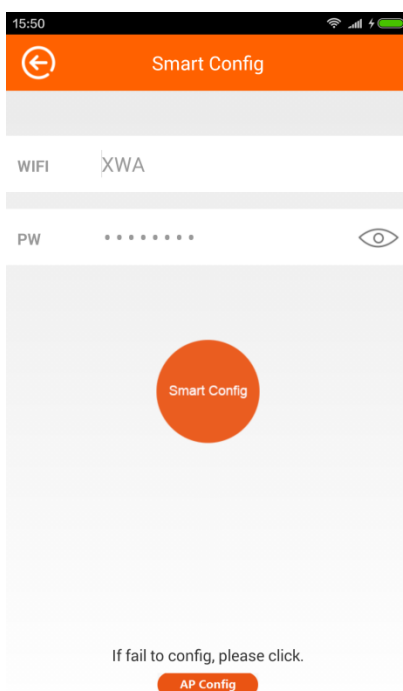 15:50
Smart Config
WIFI XWA
PW ••••••••
Smart Config
If fail to config, please click.
AP Config